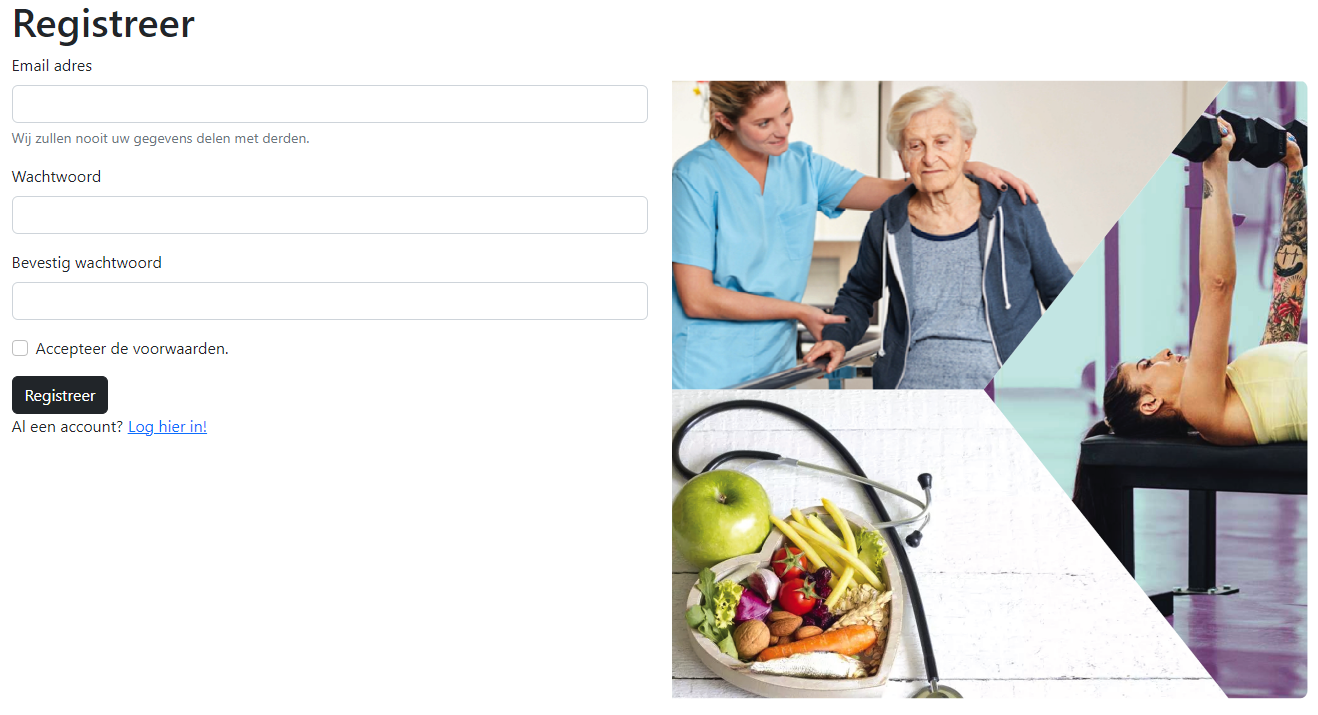 Registreer
Email adres
Wij zullen nooit uw gegevens delen met derden.
Wachtwoord
Bevestig wachtwoord
Accepteer de voorwaarden.
Registreer
Al een account? Log hier in!